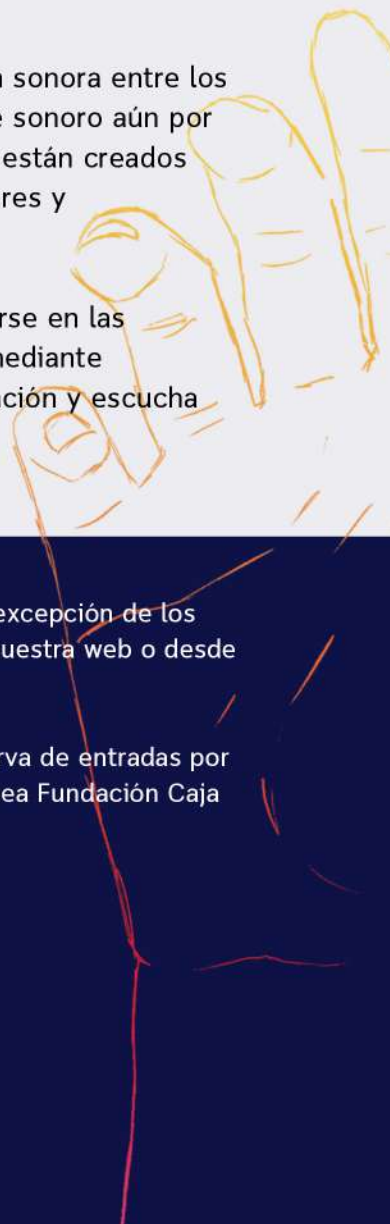 sonora entre los
sonoro aún por
están creados
res y
rse en las
mediante
ción y escucha
excepción de los
uestra web o desde
rva de entradas por
ea Fundación Caja